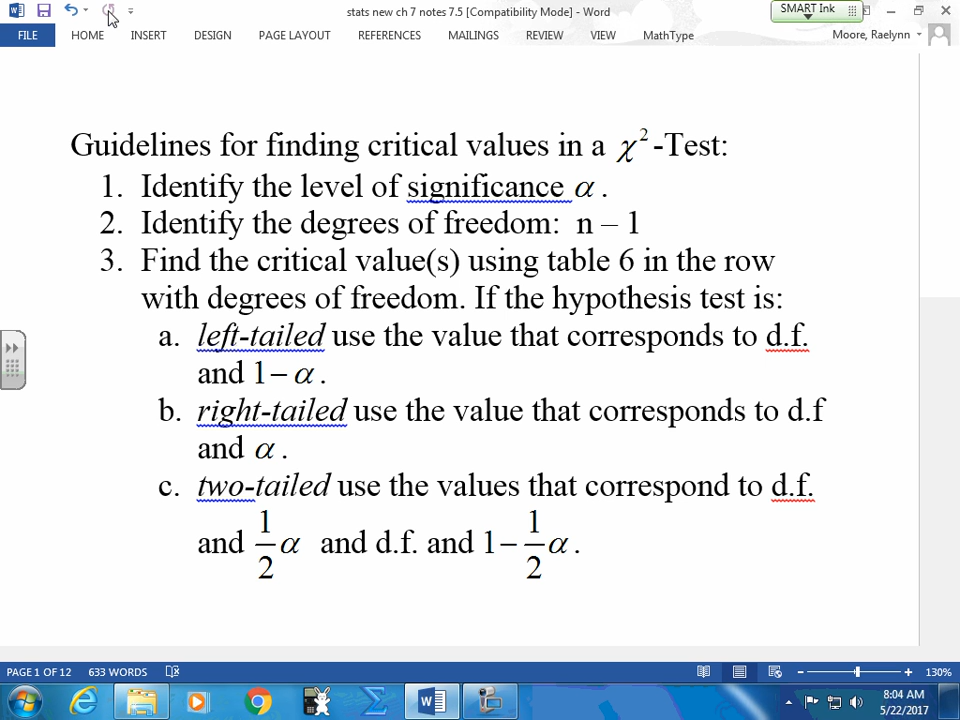 stats new ch 7 notes 7.5 [Compatibility Mode] - Word
SMART Ink
FILE HOME INSERT DESIGN PAGE LAYOUT REFERENCES MAILINGS REVIEW VIEW MathType Moore, Raelynn
Guidelines for finding critical values in a χ²-Test:
1. Identify the level of significance α.
2. Identify the degrees of freedom: n – 1
3. Find the critical value(s) using table 6 in the row
with degrees of freedom. If the hypothesis test is:
a. left-tailed use the value that corresponds to d.f.
and 1 – α.
b. right-tailed use the value that corresponds to d.f
and α.
c. two-tailed use the values that correspond to d.f.
and 1/2 α and d.f. and 1 – 1/2 α.
PAGE 1 OF 12 633 WORDS 130%
8:04 AM
5/22/2017